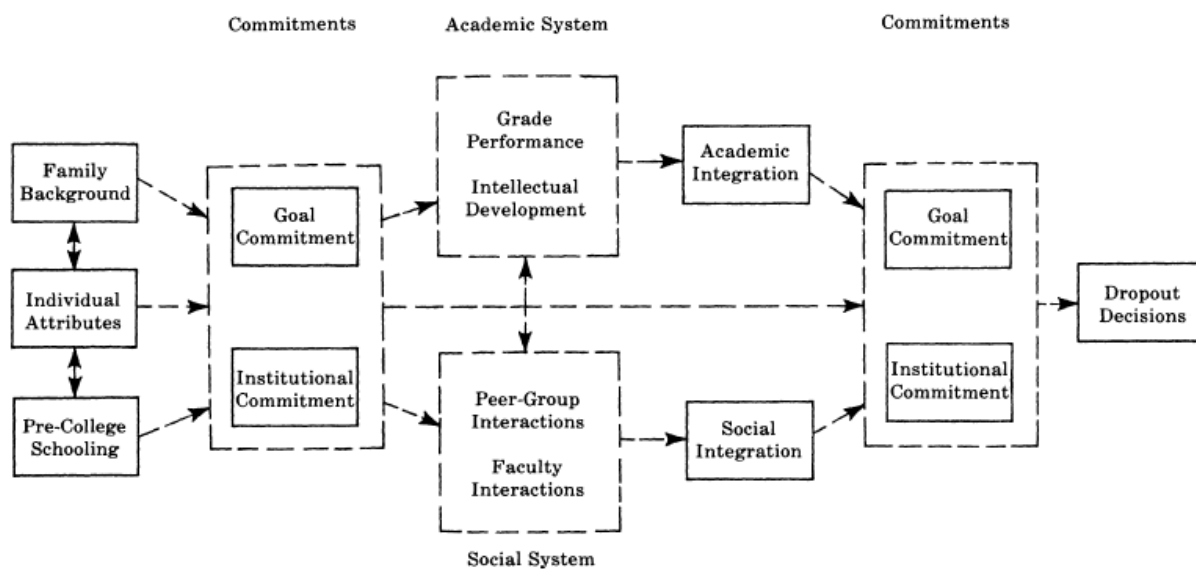 Commitments
Academic System
Commitments
Family
Background
Individual
Attributes
Pre-College
Schooling
Goal
Commitment
Institutional
Commitment
Grade
Performance
Intellectual
Development
Peer-Group
Interactions
Faculty
Interactions
Social System
Academic
Integration
Social
Integration
Goal
Commitment
Institutional
Commitment
Dropout
Decisions